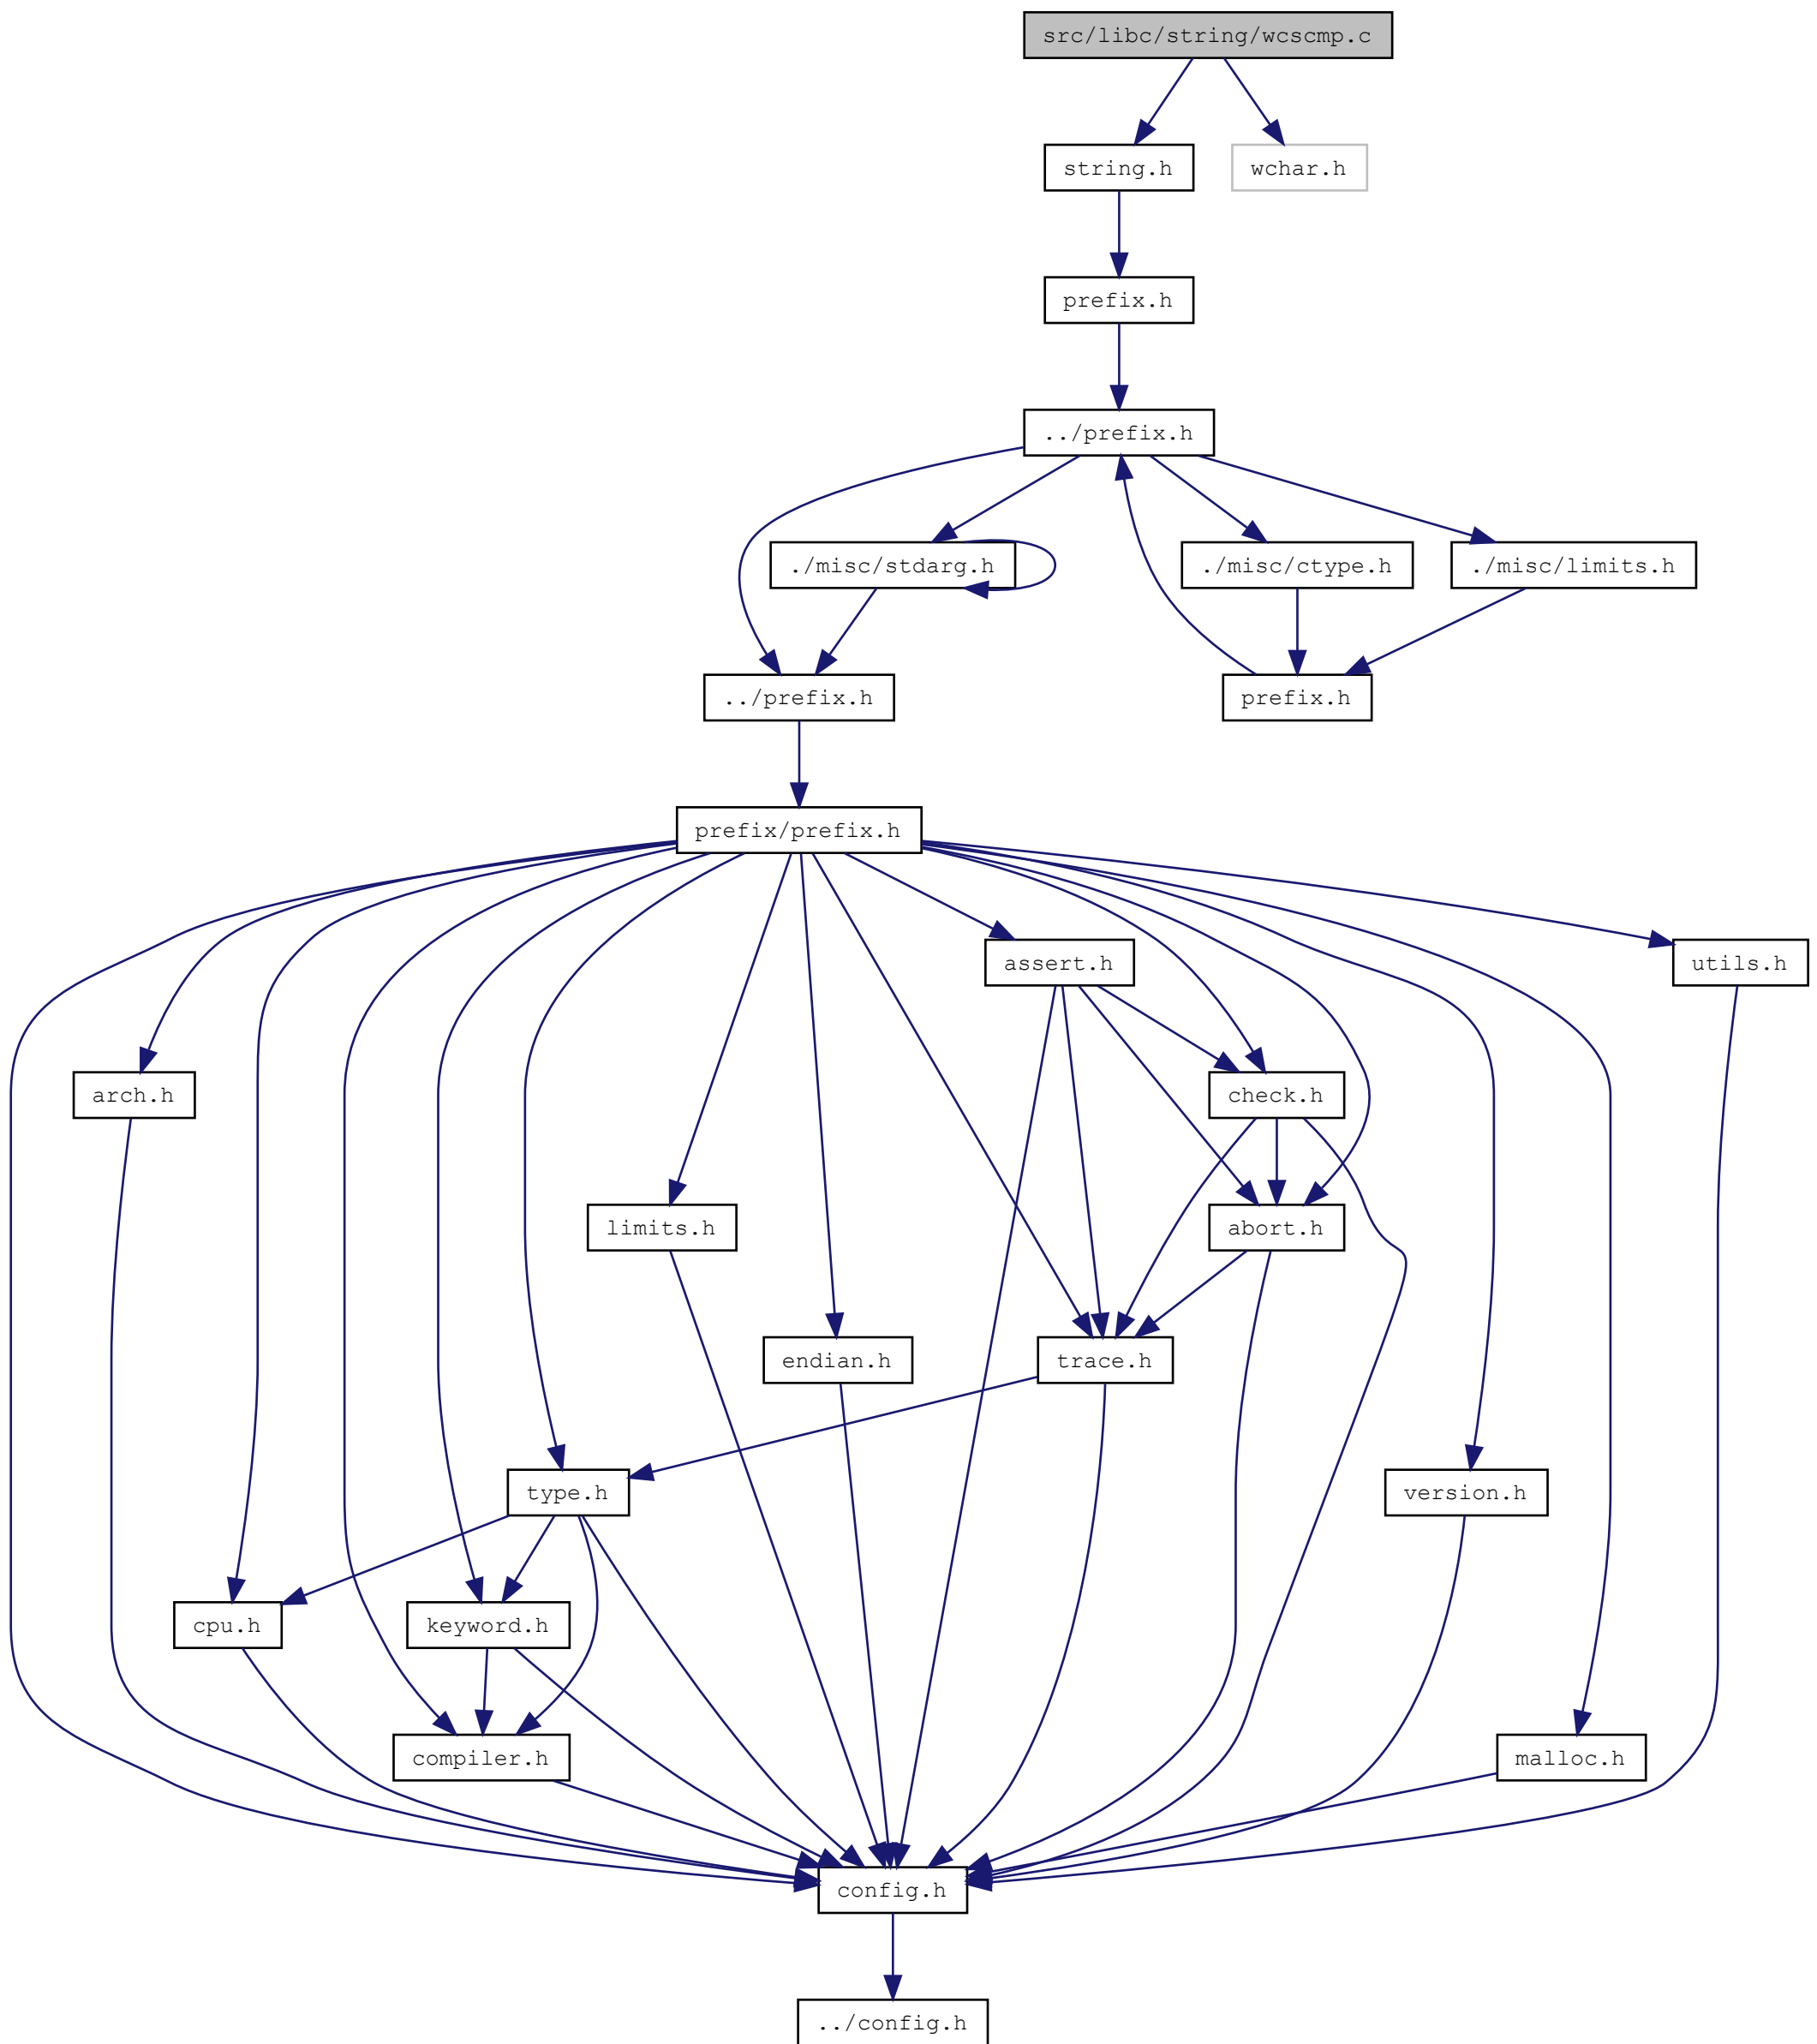 src/libc/string/wcscmp.c
string.h
wchar.h
prefix.h
../prefix.h
./misc/stdarg.h
./misc/ctype.h
./misc/limits.h
../prefix.h
prefix.h
prefix/prefix.h
assert.h
utils.h
arch.h
check.h
limits.h
abort.h
endian.h
trace.h
type.h
version.h
cpu.h
keyword.h
compiler.h
malloc.h
config.h
../config.h